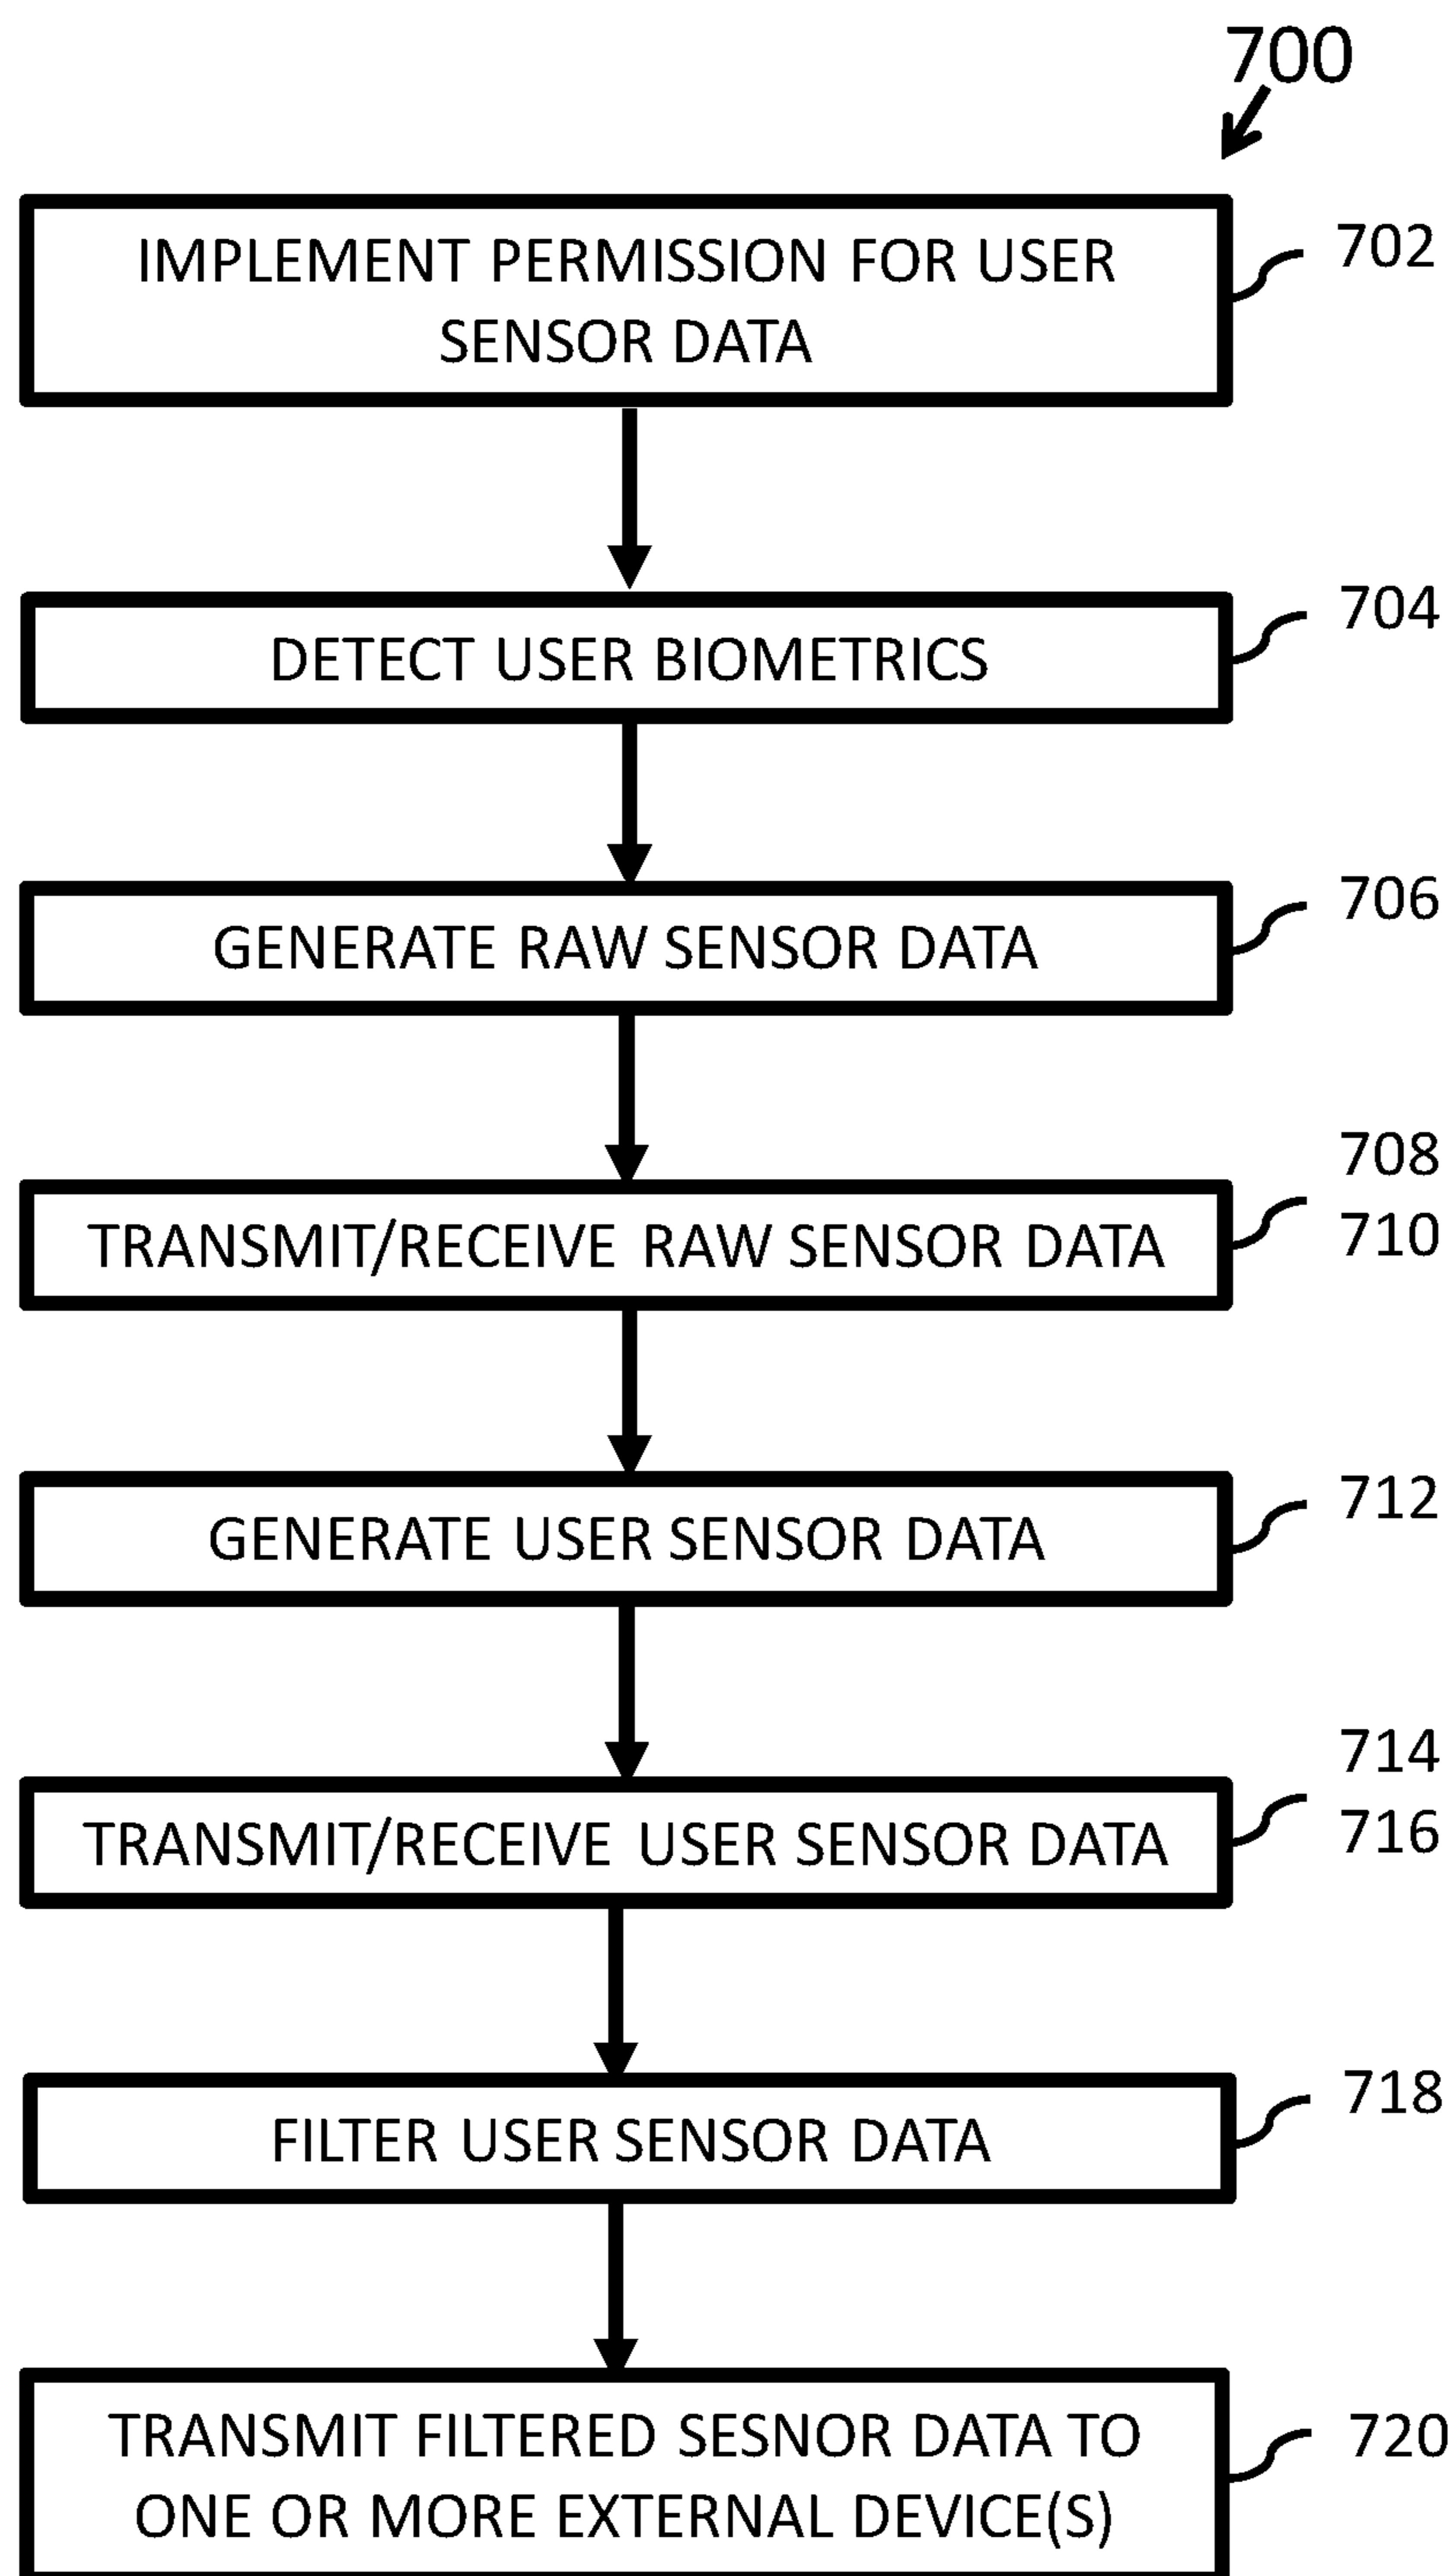 700
IMPLEMENT PERMISSION FOR USER
SENSOR DATA
702
DETECT USER BIOMETRICS
704
GENERATE RAW SENSOR DATA
706
708
TRANSMIT/RECEIVE RAW SENSOR DATA
710
GENERATE USER SENSOR DATA
712
714
TRANSMIT/RECEIVE USER SENSOR DATA
716
FILTER USER SENSOR DATA
718
TRANSMIT FILTERED SESNOR DATA TO
ONE OR MORE EXTERNAL DEVICE(S)
720